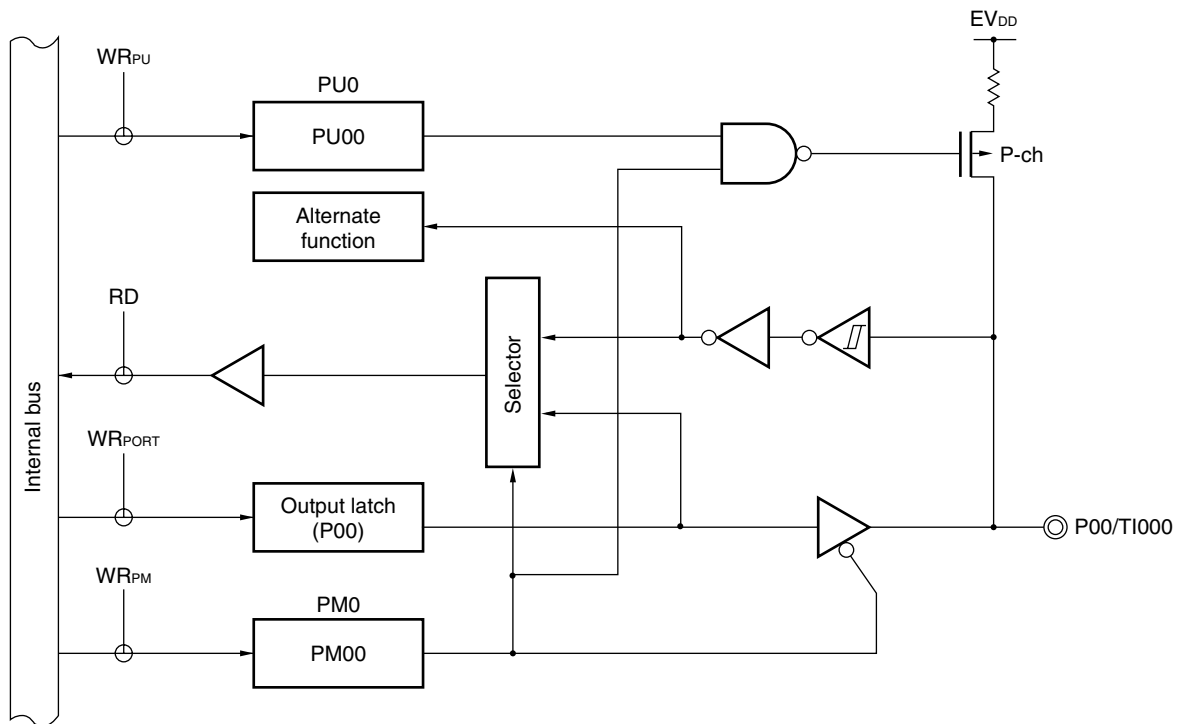 EVDD
WRPU
PU0
PU00
P-ch
Alternate
function
RD
Selector
Internal bus
WRPORT
Output latch
(P00)
P00/TI000
WRPM
PM0
PM00